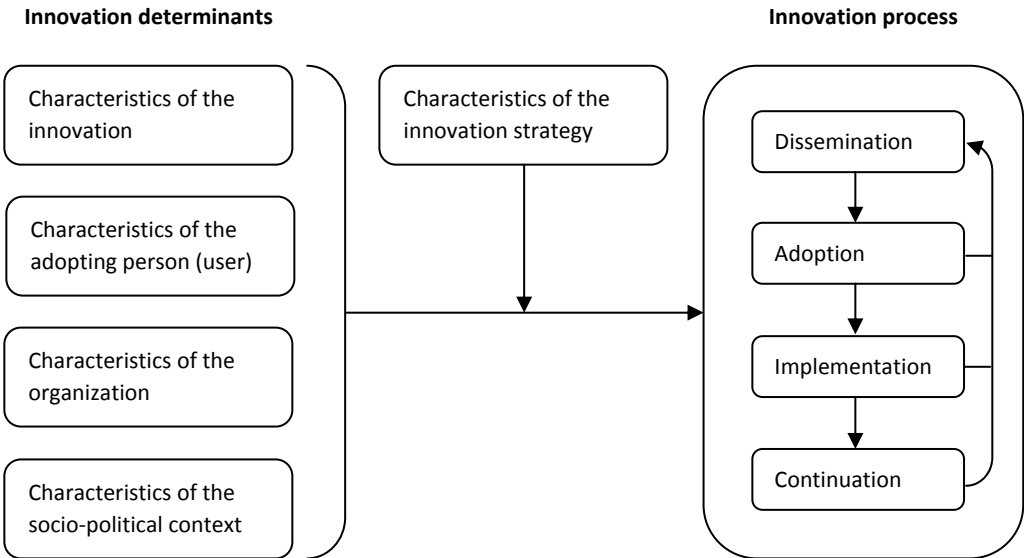 Innovation determinants
Innovation process
Characteristics of the
innovation
Characteristics of the
adopting person (user)
Characteristics of the
organization
Characteristics of the
socio-political context
Characteristics of the
innovation strategy
Dissemination
Adoption
Implementation
Continuation